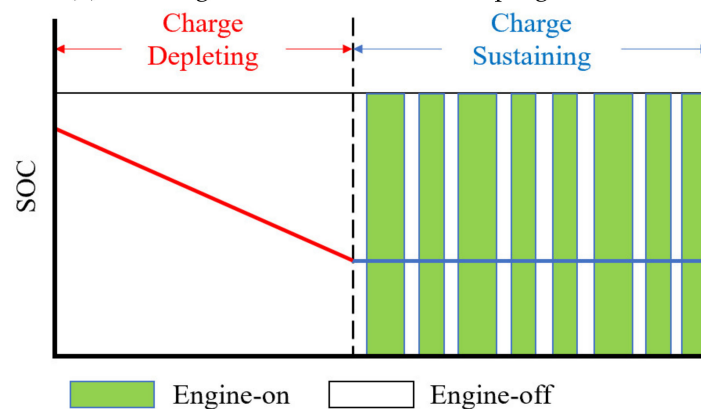 Charge
Depleting
Charge
Sustaining
SOC
Engine-on
Engine-off